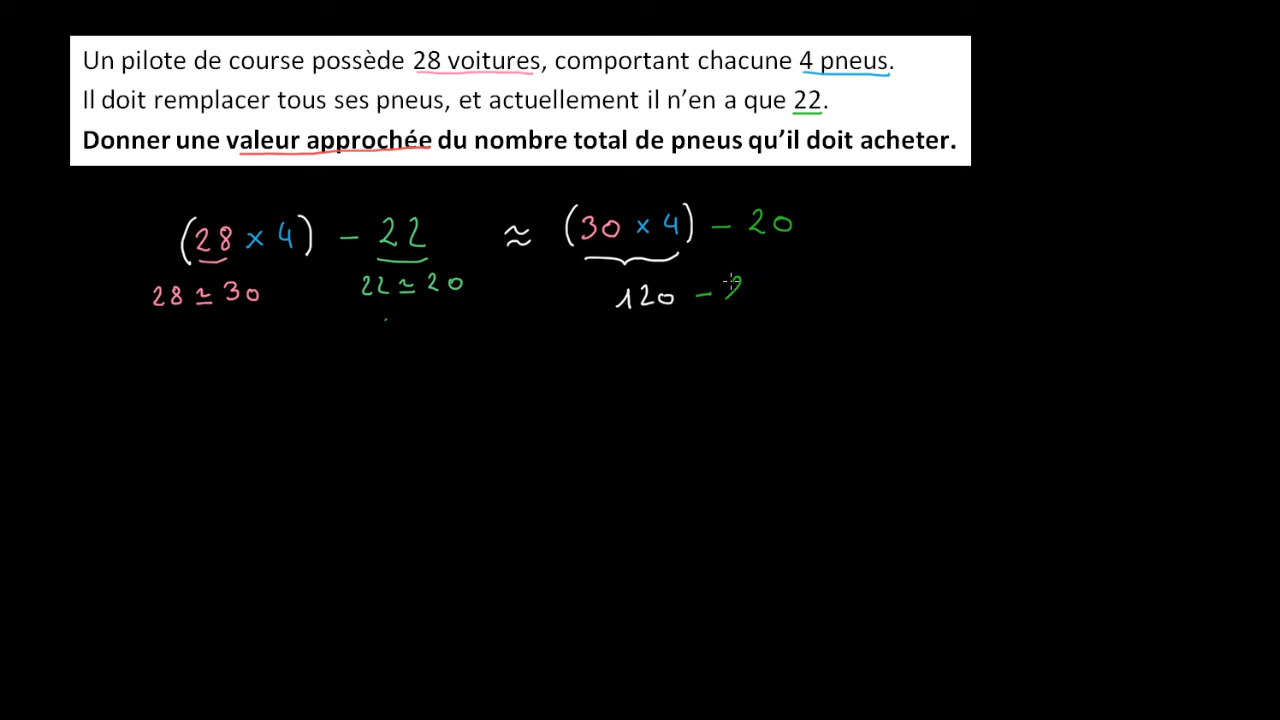 Un pilote de course possède 28 voitures, comportant chacune 4 pneus.
Il doit remplacer tous ses pneus, et actuellement il n’en a que 22.
Donner une valeur approchée du nombre total de pneus qu’il doit acheter.
(28 × 4) − 22 ≈ (30 × 4) − 20
28 ≃ 30 22 ≃ 20 120 −